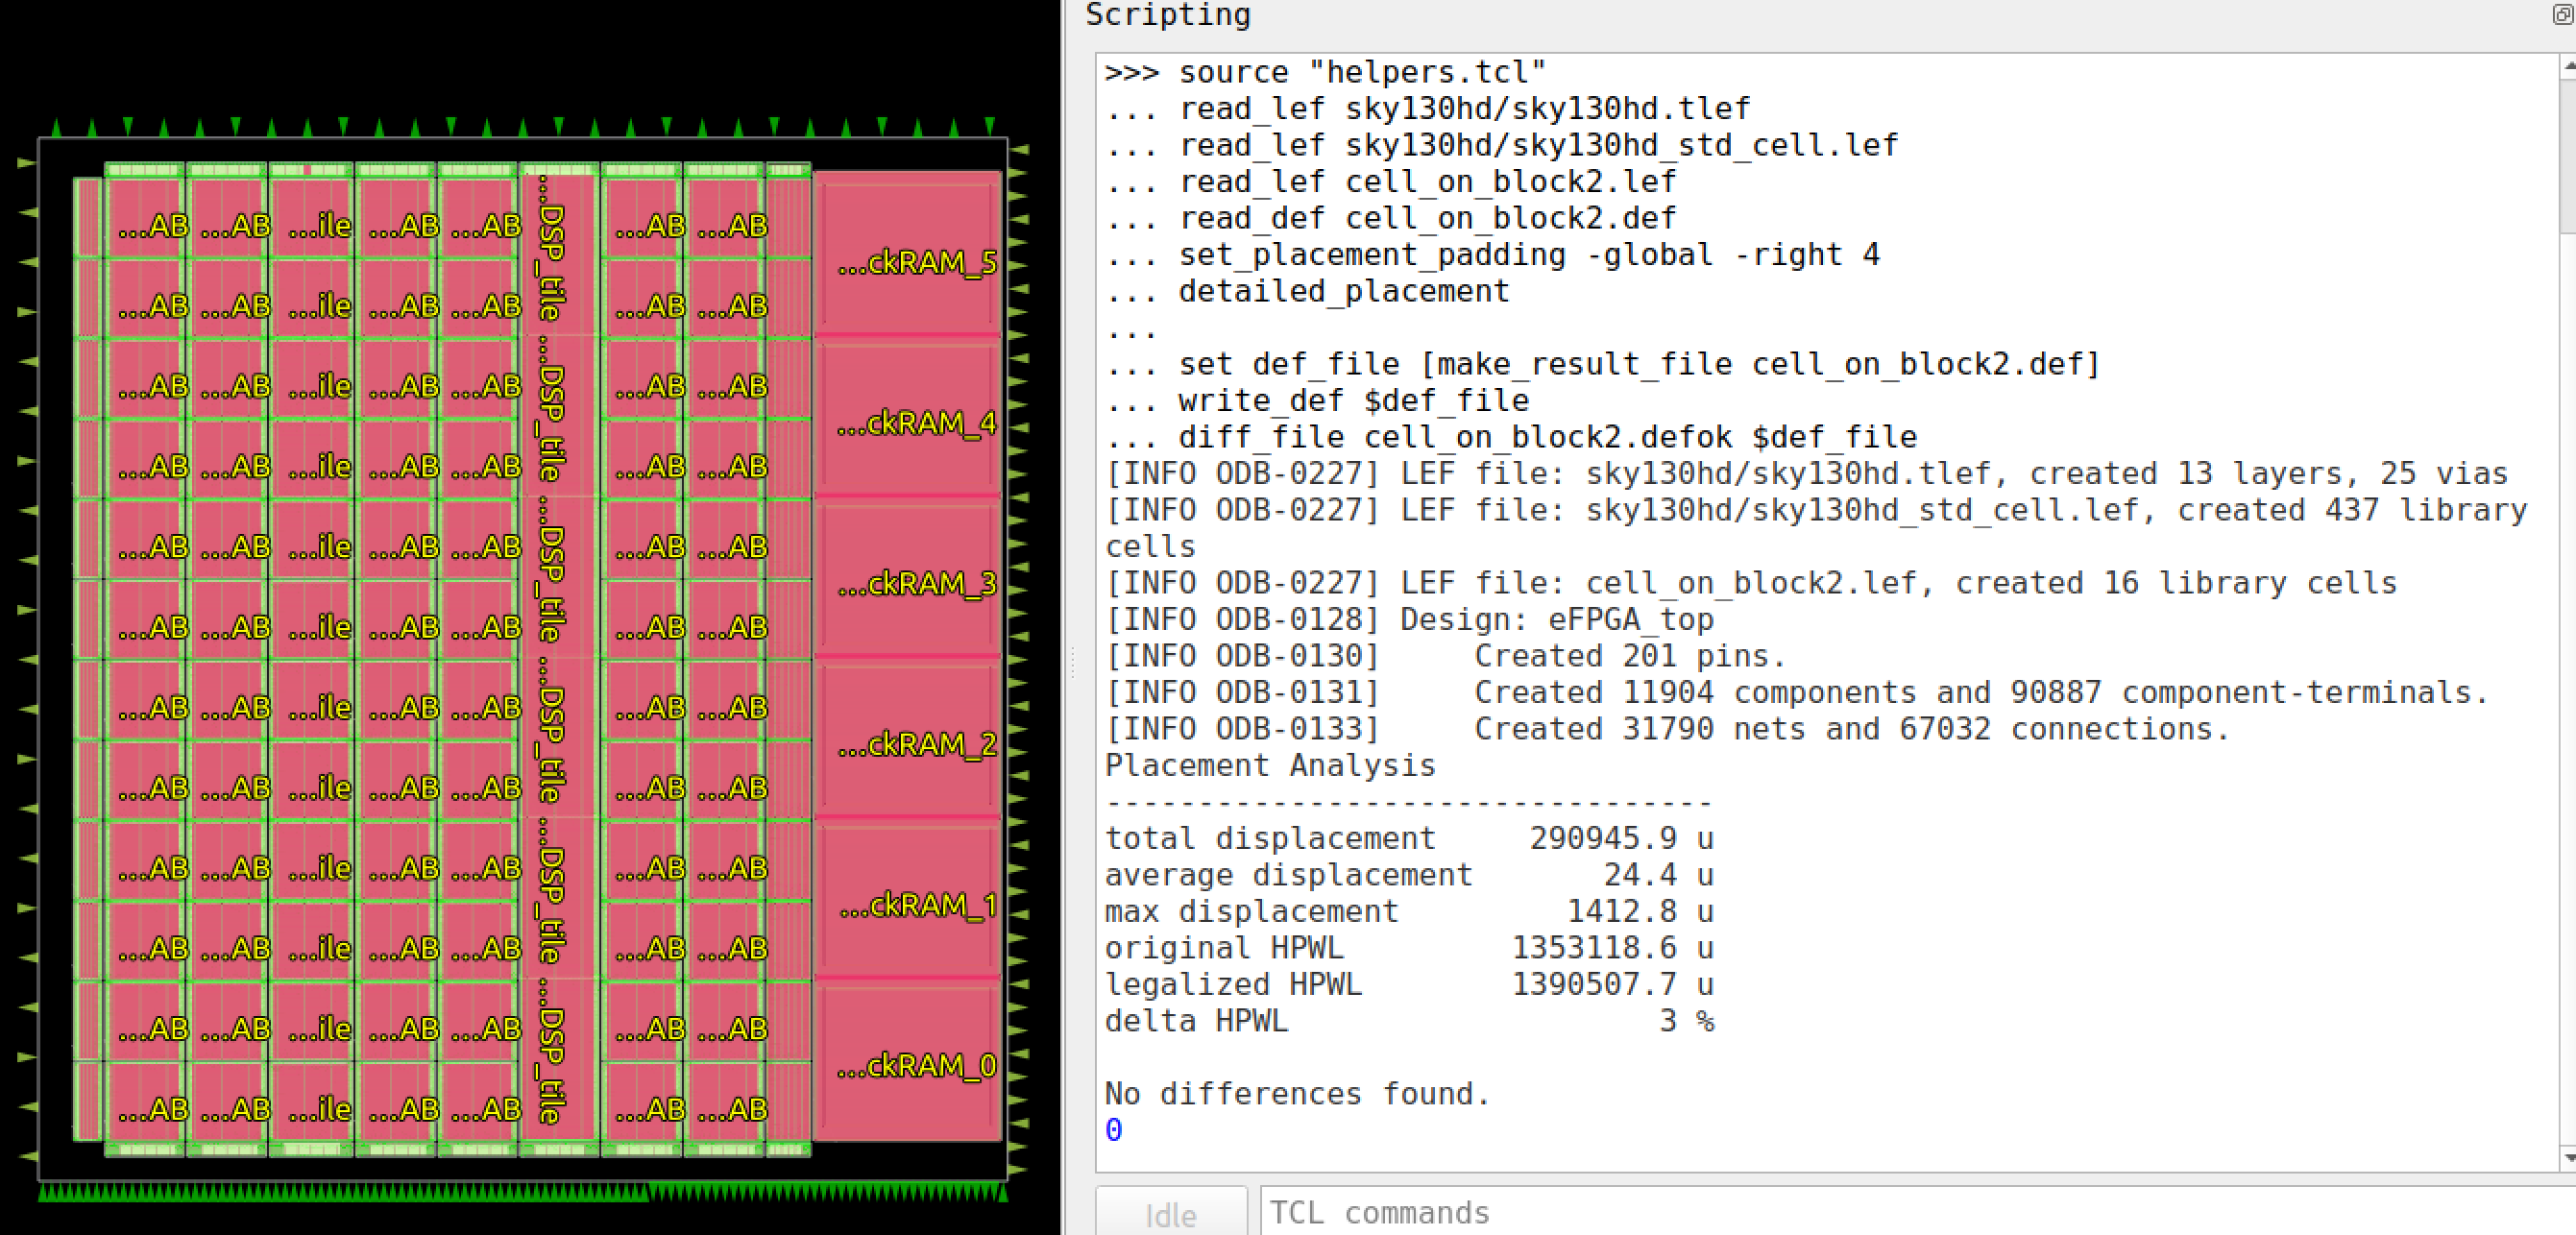 ...AB ...AB ...ile ...AB ...AB ...AB ...AB
...DSP_tile
...ckRAM_5
...AB ...AB ...ile ...AB ...AB ...AB ...AB
...AB ...AB ...ile ...AB ...AB ...AB ...AB
...DSP_tile
...ckRAM_4
...AB ...AB ...ile ...AB ...AB ...AB ...AB
...AB ...AB ...ile ...AB ...AB ...AB ...AB
...DSP_tile
...ckRAM_3
...AB ...AB ...ile ...AB ...AB ...AB ...AB
...AB ...AB ...ile ...AB ...AB ...AB ...AB
...DSP_tile
...ckRAM_2
...AB ...AB ...ile ...AB ...AB ...AB ...AB
...AB ...AB ...ile ...AB ...AB ...AB ...AB
...DSP_tile
...ckRAM_1
...AB ...AB ...ile ...AB ...AB ...AB ...AB
...AB ...AB ...ile ...AB ...AB ...AB ...AB
...DSP_tile
...ckRAM_0
...AB ...AB ...ile ...AB ...AB ...AB ...AB
Scripting
>>> source "helpers.tcl"
... read_lef sky130hd/sky130hd.tlef
... read_lef sky130hd/sky130hd_std_cell.lef
... read_lef cell_on_block2.lef
... read_def cell_on_block2.def
... set_placement_padding -global -right 4
... detailed_placement
...
... set def_file [make_result_file cell_on_block2.def]
... write_def $def_file
... diff_file cell_on_block2.defok $def_file
[INFO ODB-0227] LEF file: sky130hd/sky130hd.tlef, created 13 layers, 25 vias
[INFO ODB-0227] LEF file: sky130hd/sky130hd_std_cell.lef, created 437 library
cells
[INFO ODB-0227] LEF file: cell_on_block2.lef, created 16 library cells
[INFO ODB-0128] Design: eFPGA_top
[INFO ODB-0130]     Created 201 pins.
[INFO ODB-0131]     Created 11904 components and 90887 component-terminals.
[INFO ODB-0133]     Created 31790 nets and 67032 connections.
Placement Analysis
---------------------------------
total displacement     290945.9 u
average displacement       24.4 u
max displacement         1412.8 u
original HPWL         1353118.6 u
legalized HPWL        1390507.7 u
delta HPWL                    3 %
No differences found.
0
Idle
TCL commands